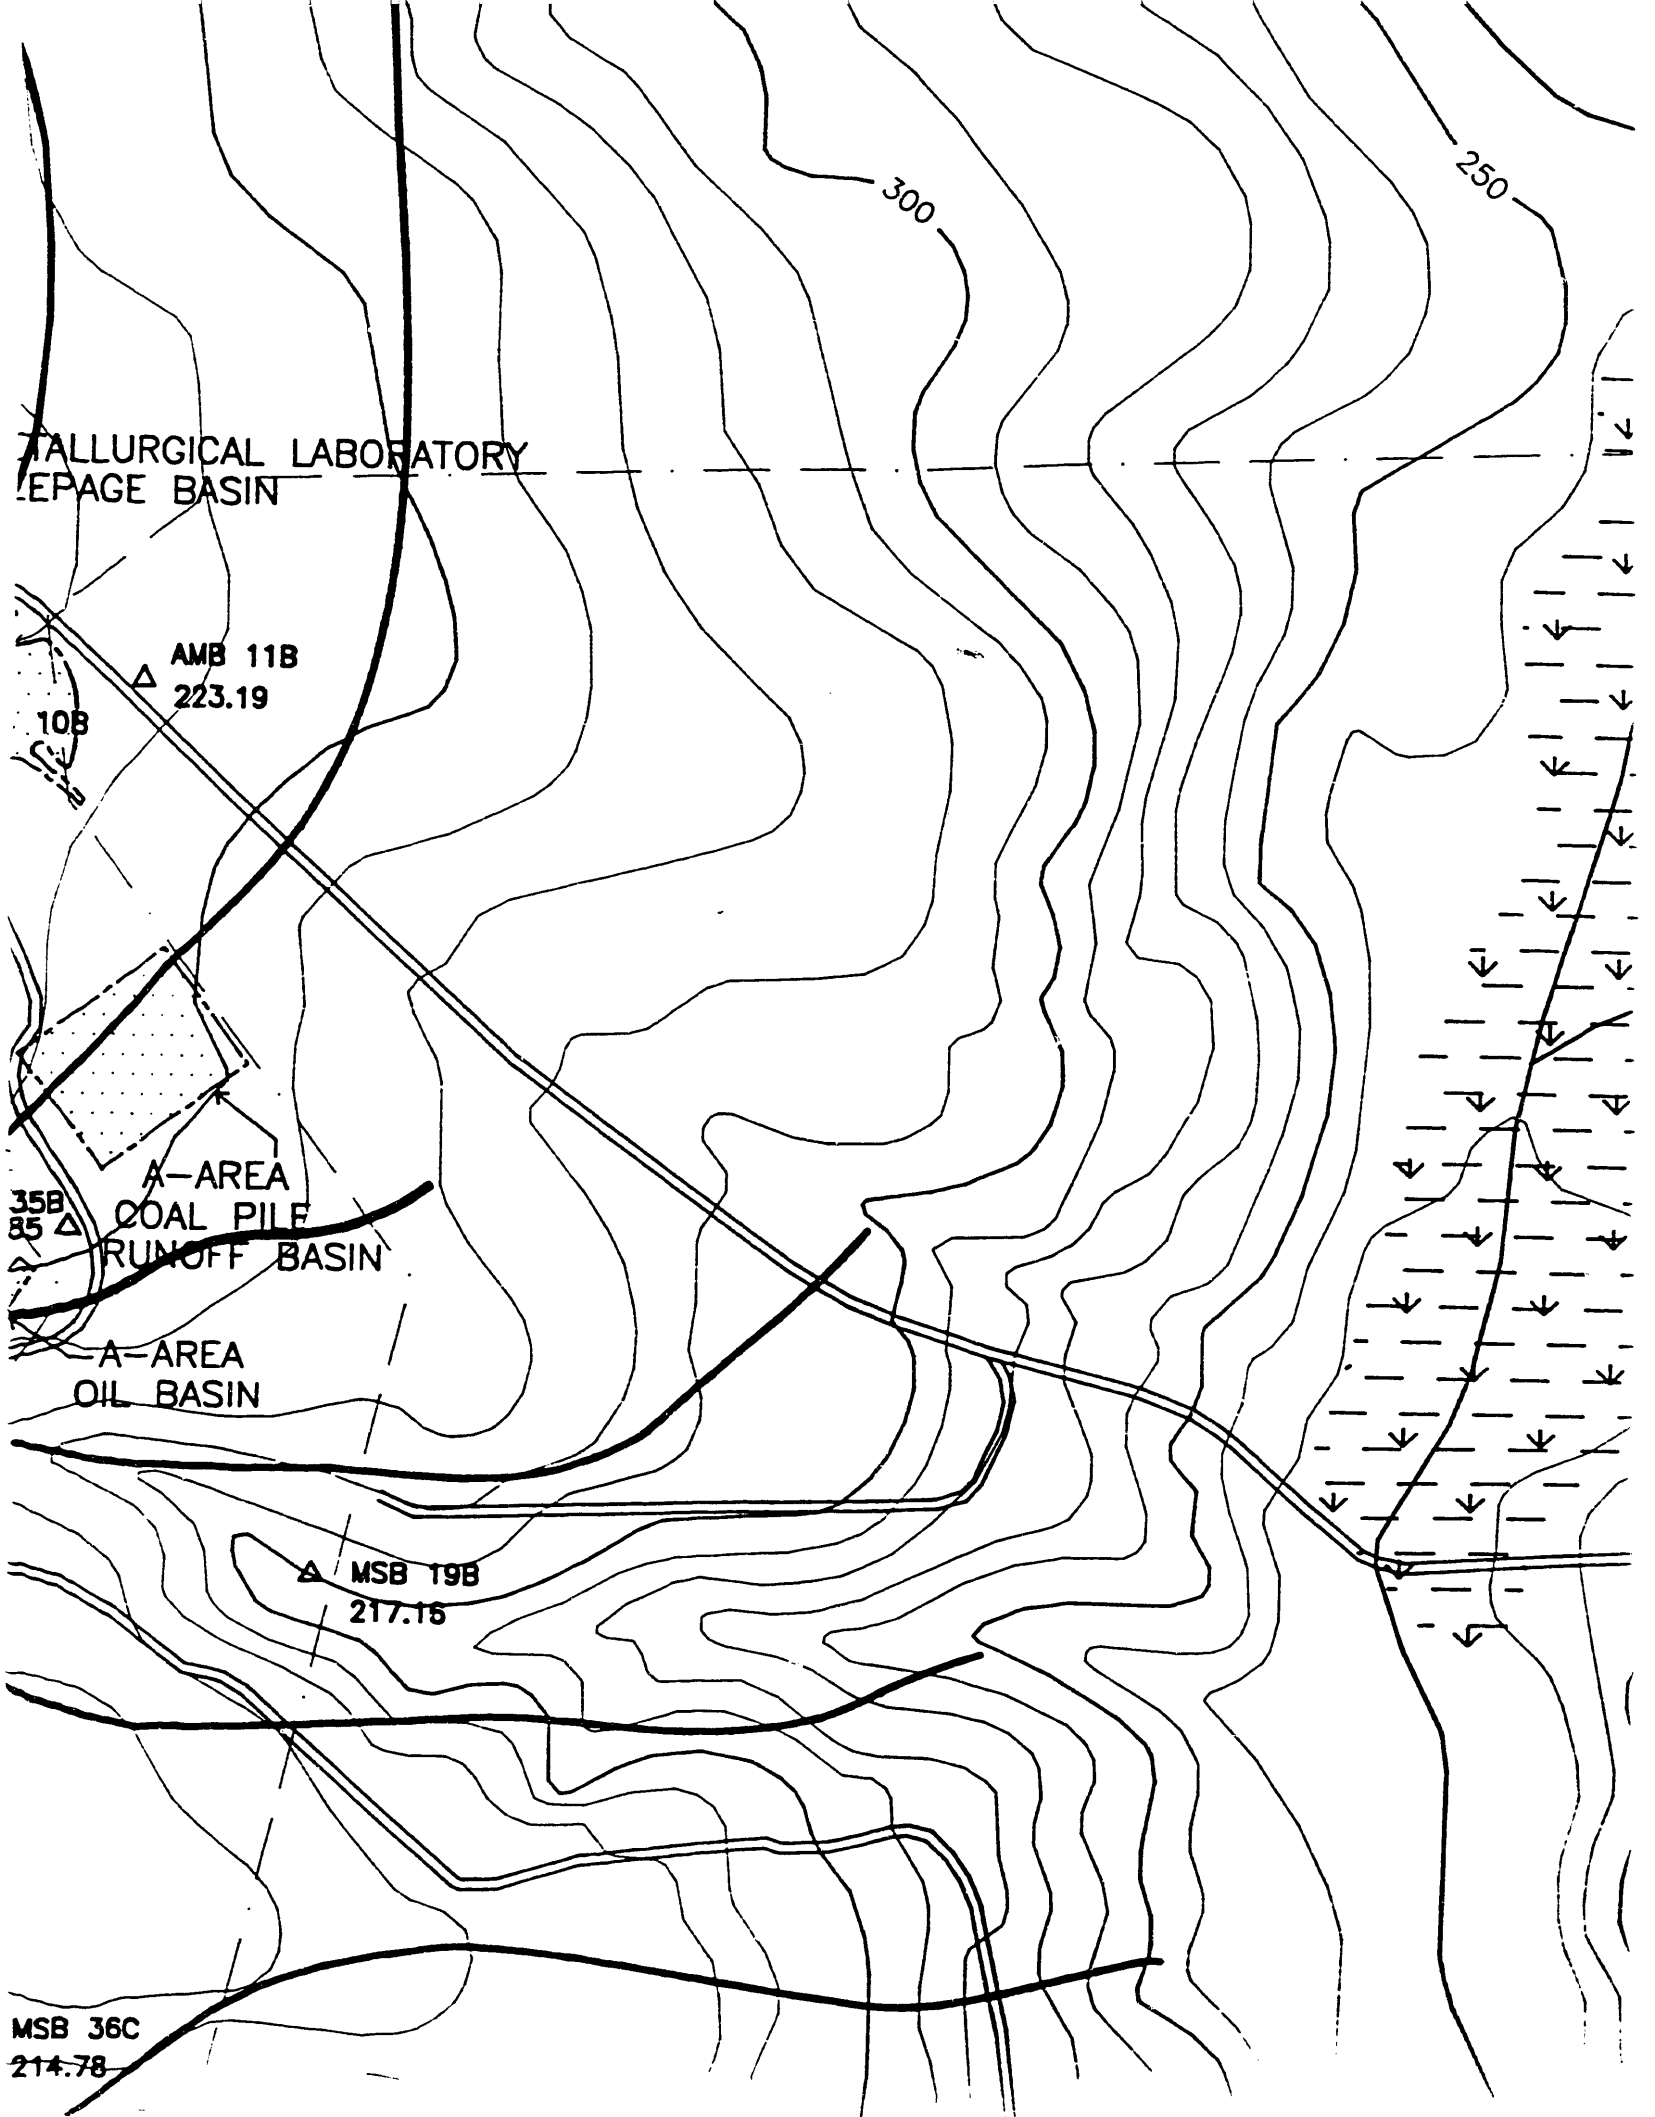 250
300
TALLURGICAL LABORATORY
EPAGE BASIN
AMB 11B
223.19
10B
A-AREA
COAL PILE
RUNOFF BASIN
35B
85
A-AREA
OIL BASIN
MSB 19B
217.15
MSB 36C
214.78